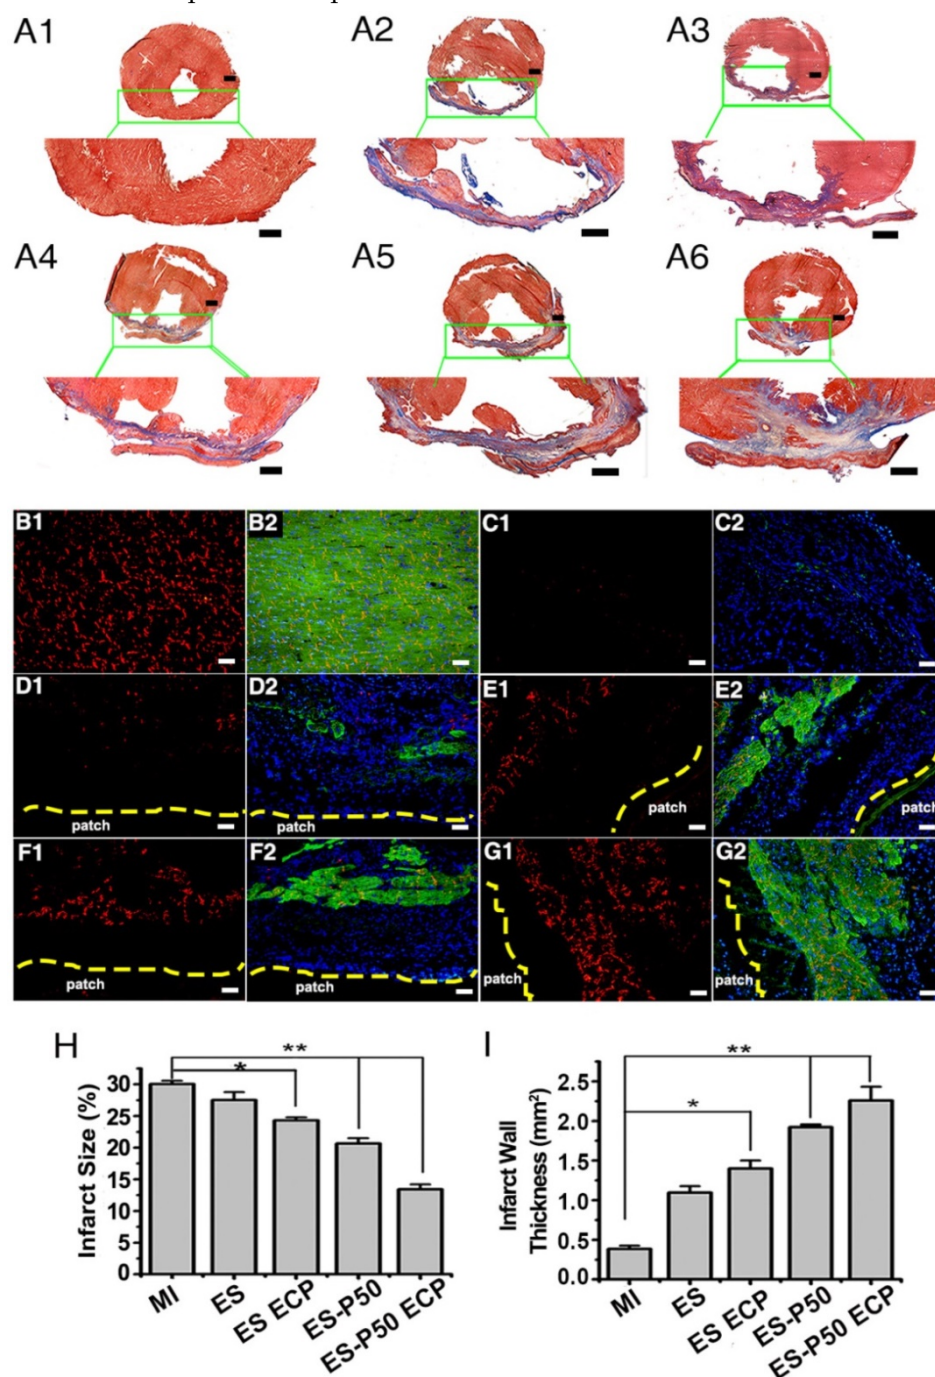 A1 A2 A3
A4 A5 A6
B1 B2 C1 C2
D1 D2 E1 E2
patch patch patch patch
F1 F2 G1 G2
patch patch patch patch
H I
** **
* *
Infarct Size (%)
30
25
20
15
10
5
0
MI ES ES ECP ES-P50 ES-P50 ECP
Infarct Wall
Thickness (mm²)
2.5
2.0
1.5
1.0
0.5
0.0
MI ES ES ECP ES-P50 ES-P50 ECP